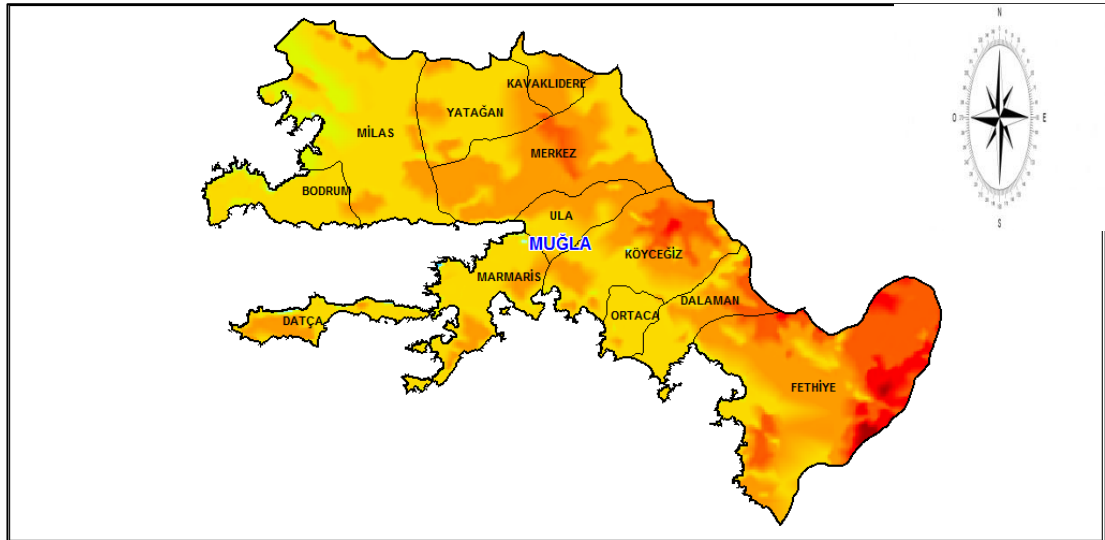 N
KAVAKLIDERE
YATAĞAN
MİLAS
MERKEZ
O
E
BODRUM
ULA
MUĞLA
KÖYCEĞİZ
S
MARMARİS
DALAMAN
ORTACA
DATÇA
FETHİYE